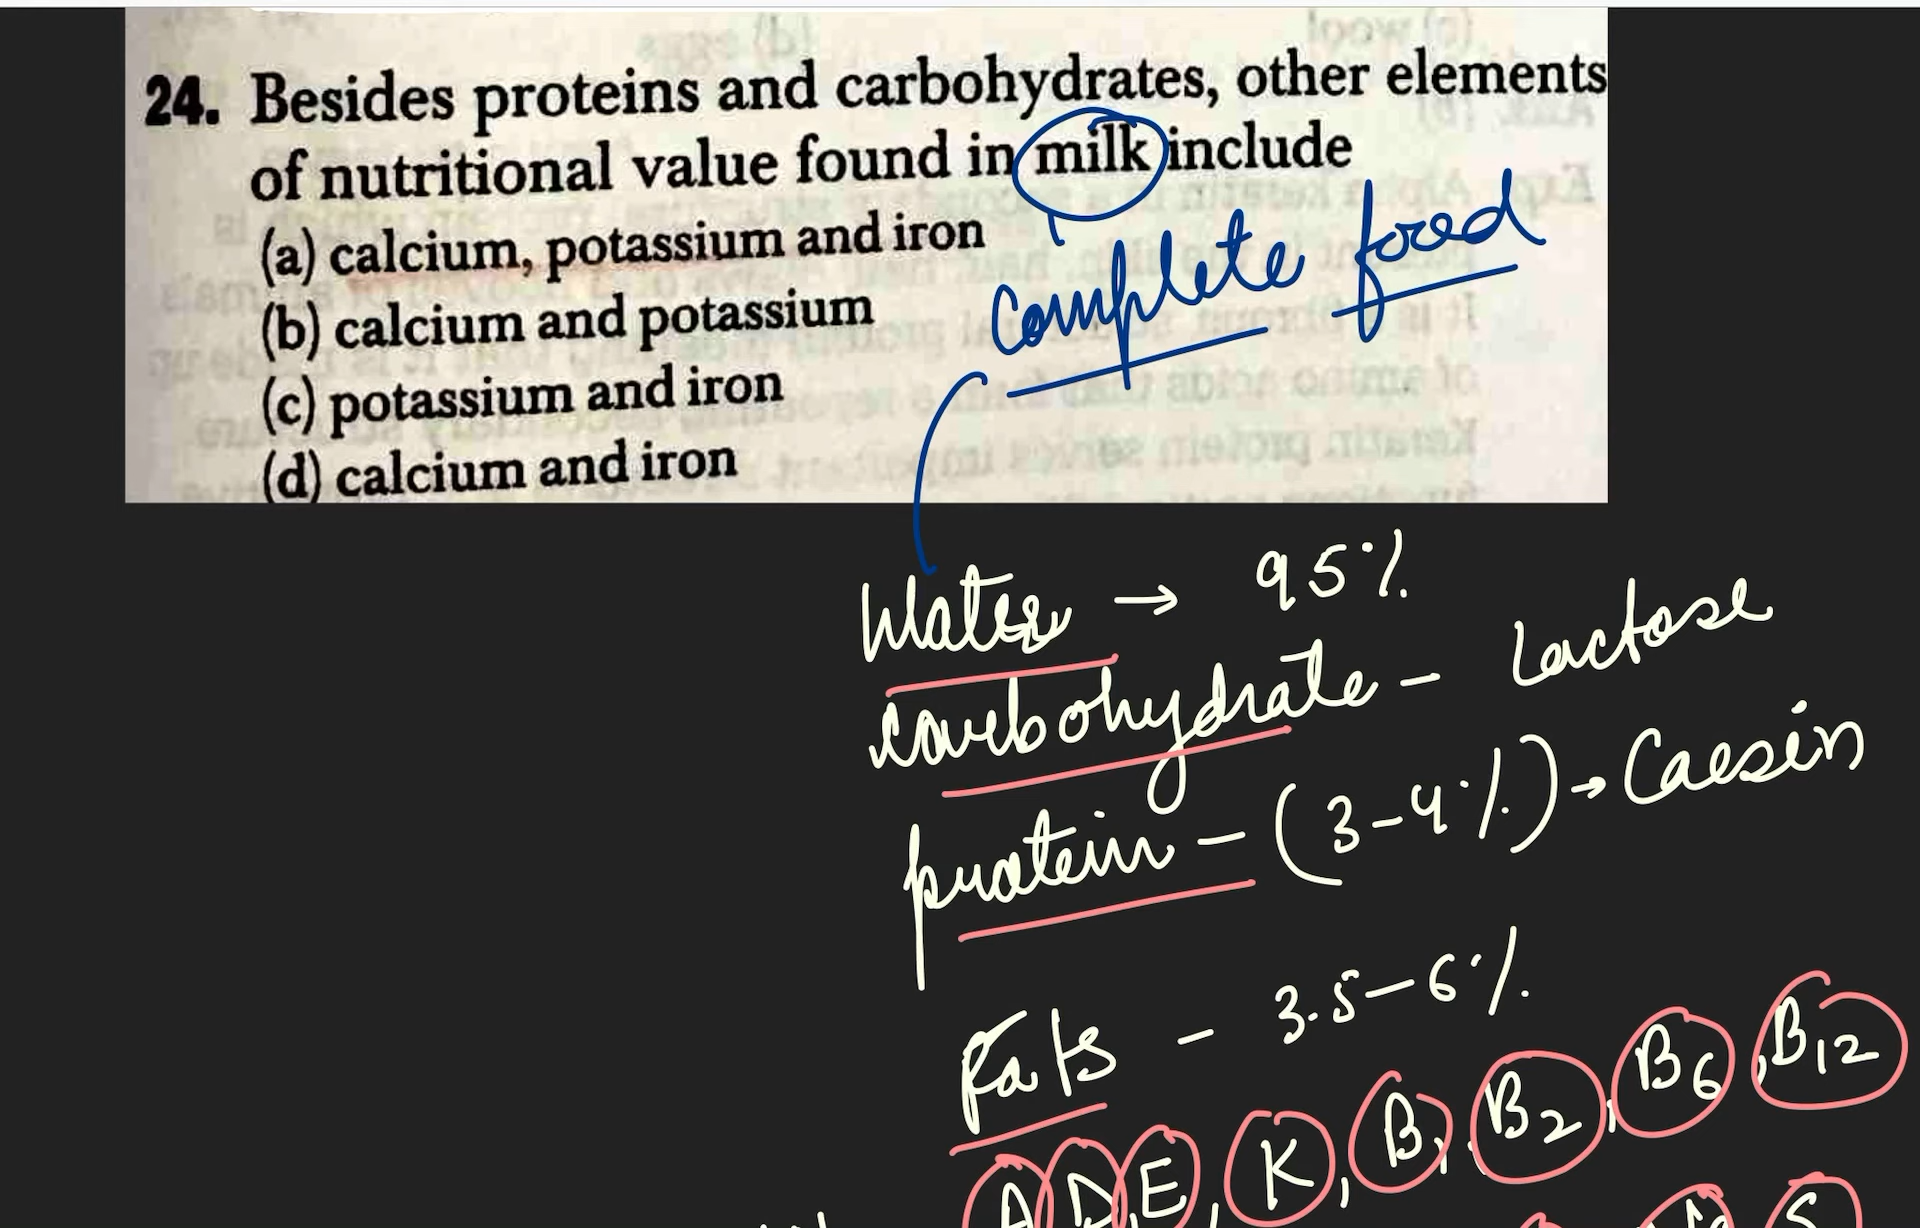 24. Besides proteins and carbohydrates, other elements
of nutritional value found in milk include
(a) calcium, potassium and iron
(b) calcium and potassium
(c) potassium and iron
(d) calcium and iron
complete food
Water → 95%
carbohydrate - Lactose
protein - (3-4%) → Caesin
Fats - 3.5-6%
A, D, E, K, B1, B2, B6, B12